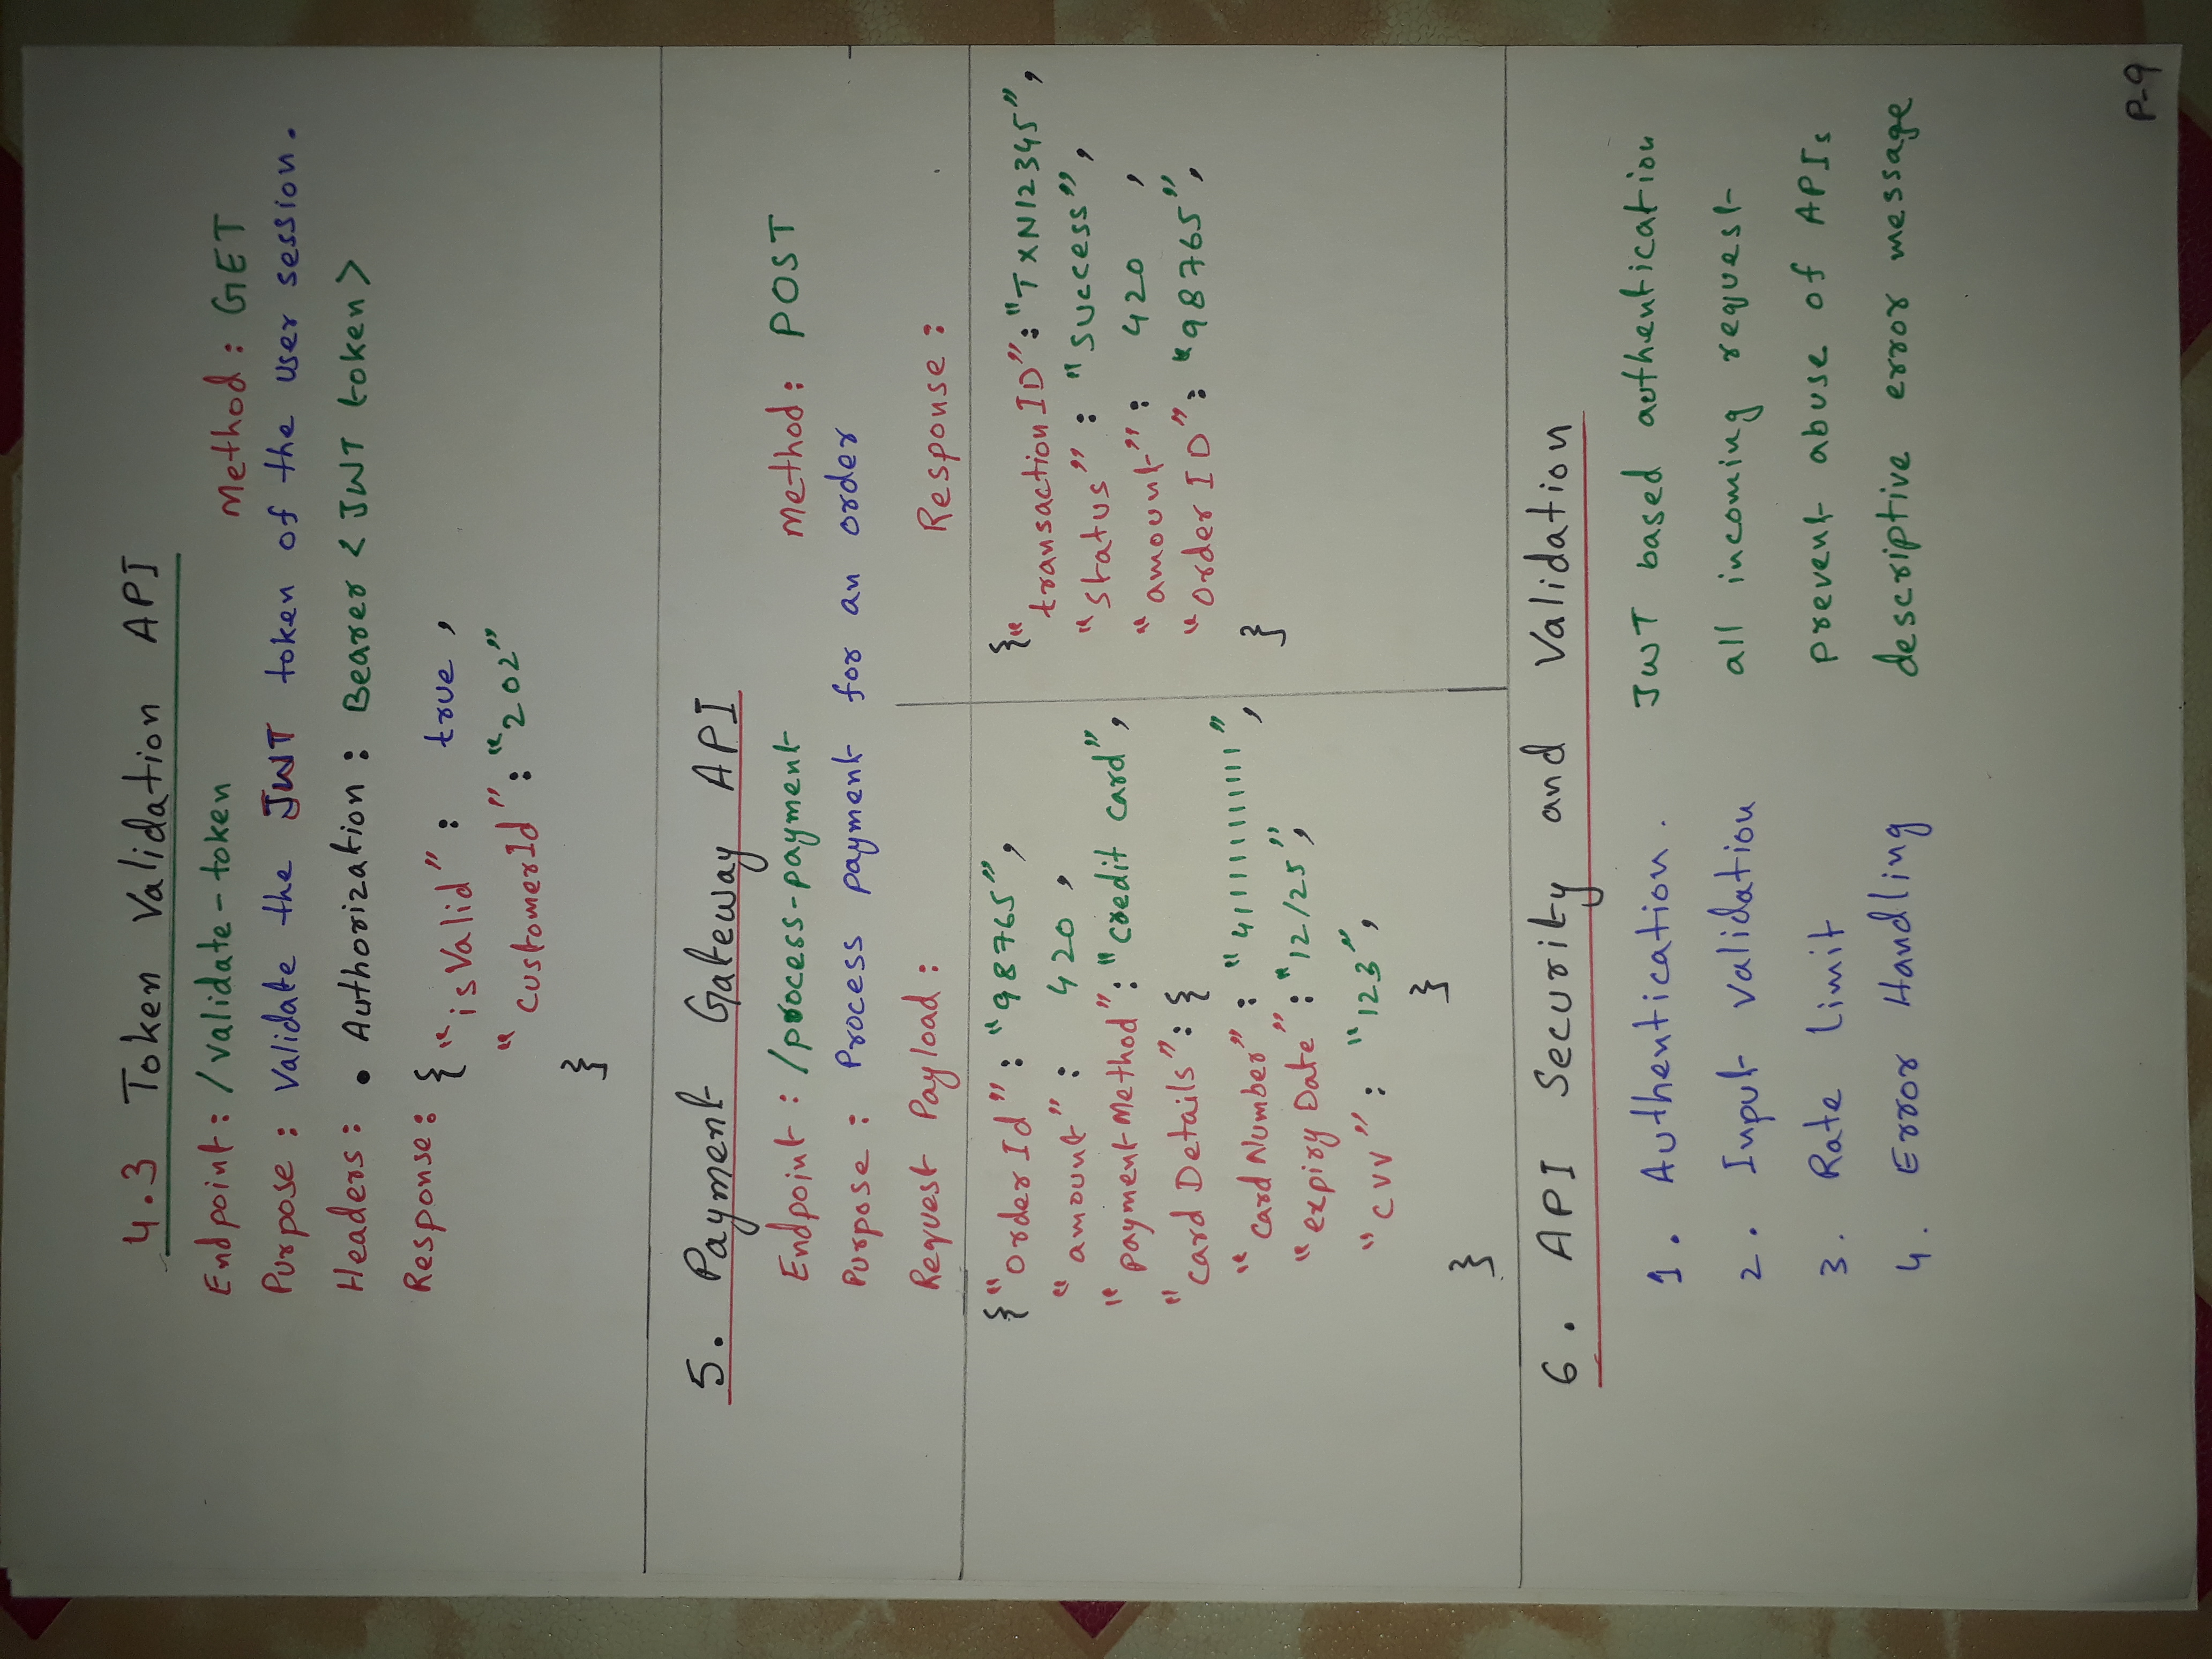 4.3 Token Validation API
Endpoint: /validate-token Method: GET
Purpose: Validate the JWT token of the user session.
Headers: • Authorization: Bearer <JWT token>
Response: {"isValid": true,
"customerId": "202"
}
5. Payment Gateway API
Endpoint: /process-payment Method: POST
Purpose: Process payment for an order
Request Payload:
{"orderId": "98765",
"amount": 420,
"paymentMethod": "credit card",
"cardDetails": {
"cardNumber": "4111111111111",
"expiryDate": "12/25",
"cvv": "123",
}
}
Response:
{"transactionID": "TXN12345",
"status": "success",
"amount": 420,
"orderID": "98765",
}
6. API Security and Validation
1. Authentication. JWT based authentication
2. Input validation all incoming request
3. Rate limit prevent abuse of APIs
4. Error Handling descriptive error message
P-9